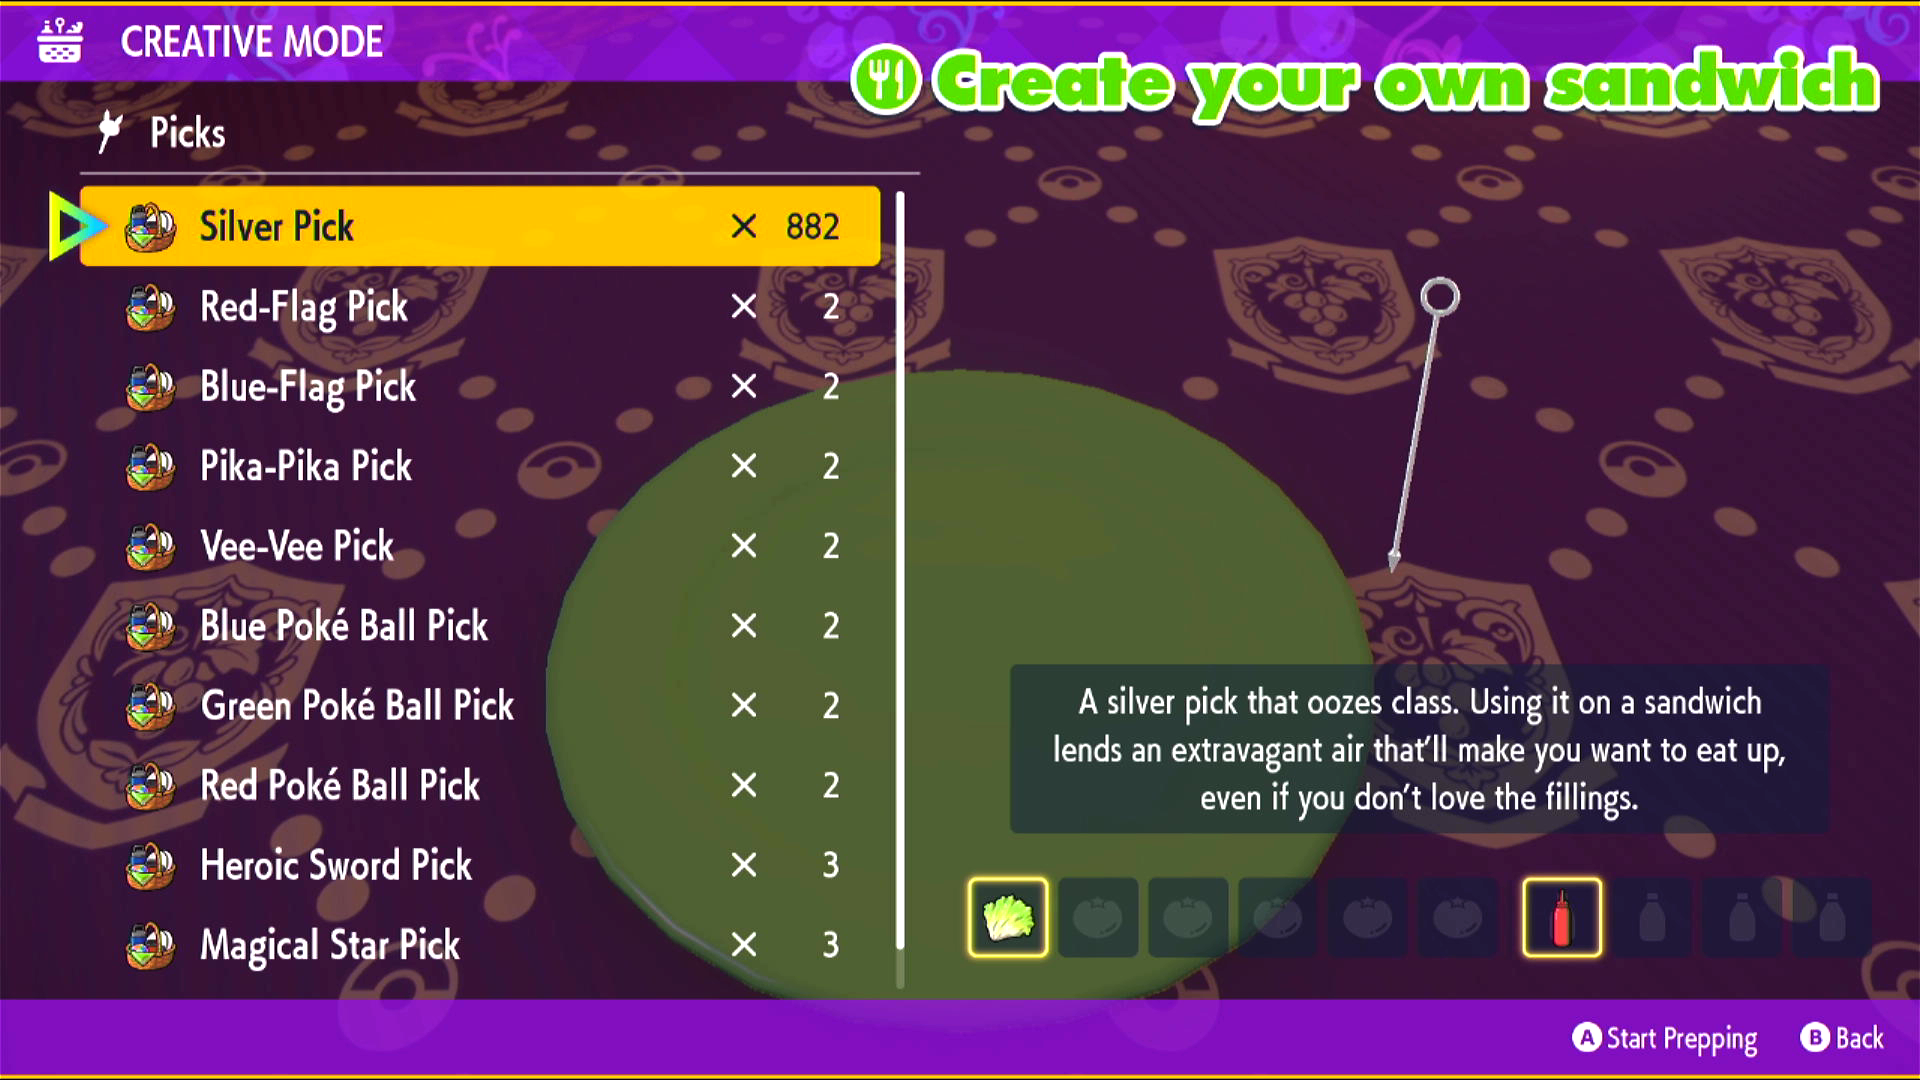 CREATIVE MODE
Create your own sandwich
Picks
Silver Pick × 882
Red-Flag Pick × 2
Blue-Flag Pick × 2
Pika-Pika Pick × 2
Vee-Vee Pick × 2
Blue Poké Ball Pick × 2
Green Poké Ball Pick × 2
Red Poké Ball Pick × 2
Heroic Sword Pick × 3
Magical Star Pick × 3
A silver pick that oozes class. Using it on a sandwich
lends an extravagant air that'll make you want to eat up,
even if you don't love the fillings.
A Start Prepping B Back